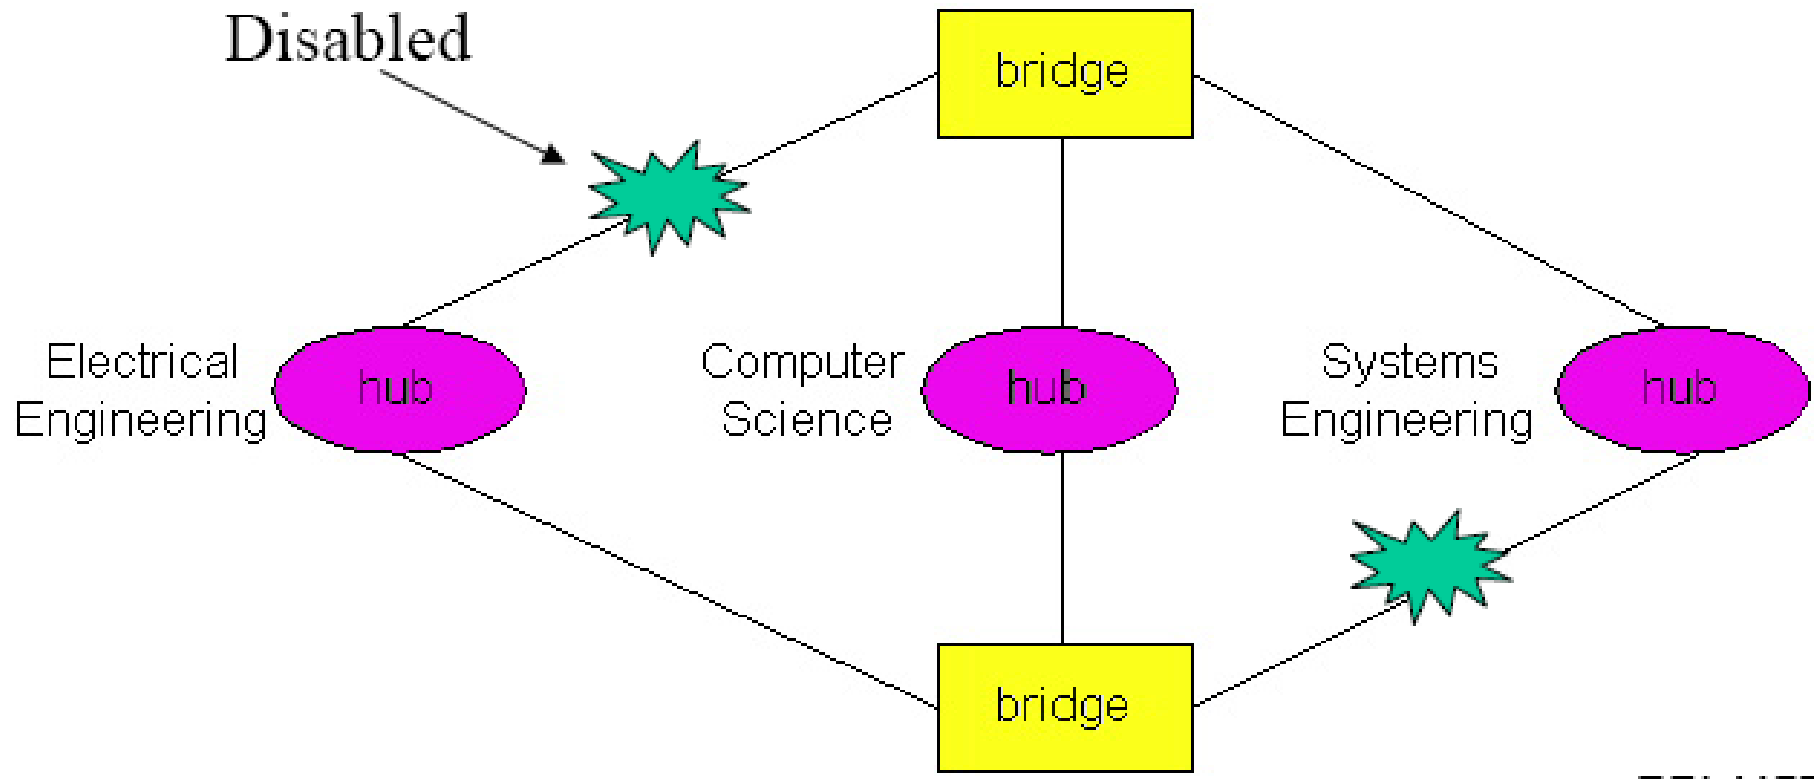 Disabled
bridge
Electrical
Engineering
hub
Computer
Science
hub
Systems
Engineering
hub
bridge